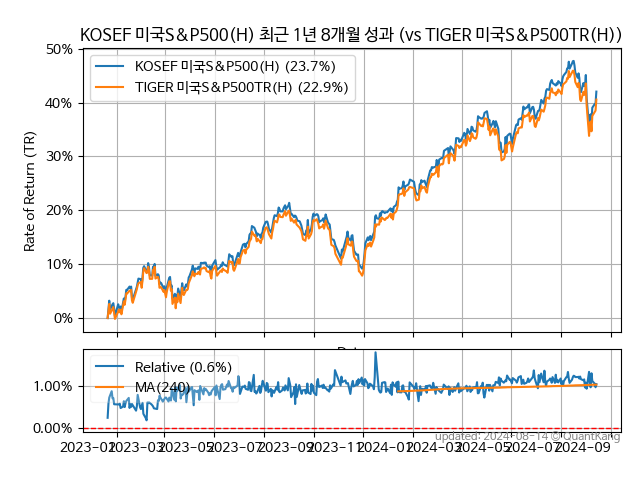 KOSEF 미국S&P500(H) 최근 1년 8개월 성과 (vs TIGER 미국S&P500TR(H))
KOSEF 미국S&P500(H) (23.7%)
TIGER 미국S&P500TR(H) (22.9%)
50%
40%
30%
20%
10%
0%
Rate of Return (TR)
Relative (0.6%)
MA(240)
1.00%
0.00%
updated: 2024-08-14 © QuantKang
2023-01
2023-03
2023-05
2023-07
2023-09
2023-11
2024-01
2024-03
2024-05
2024-07
2024-09